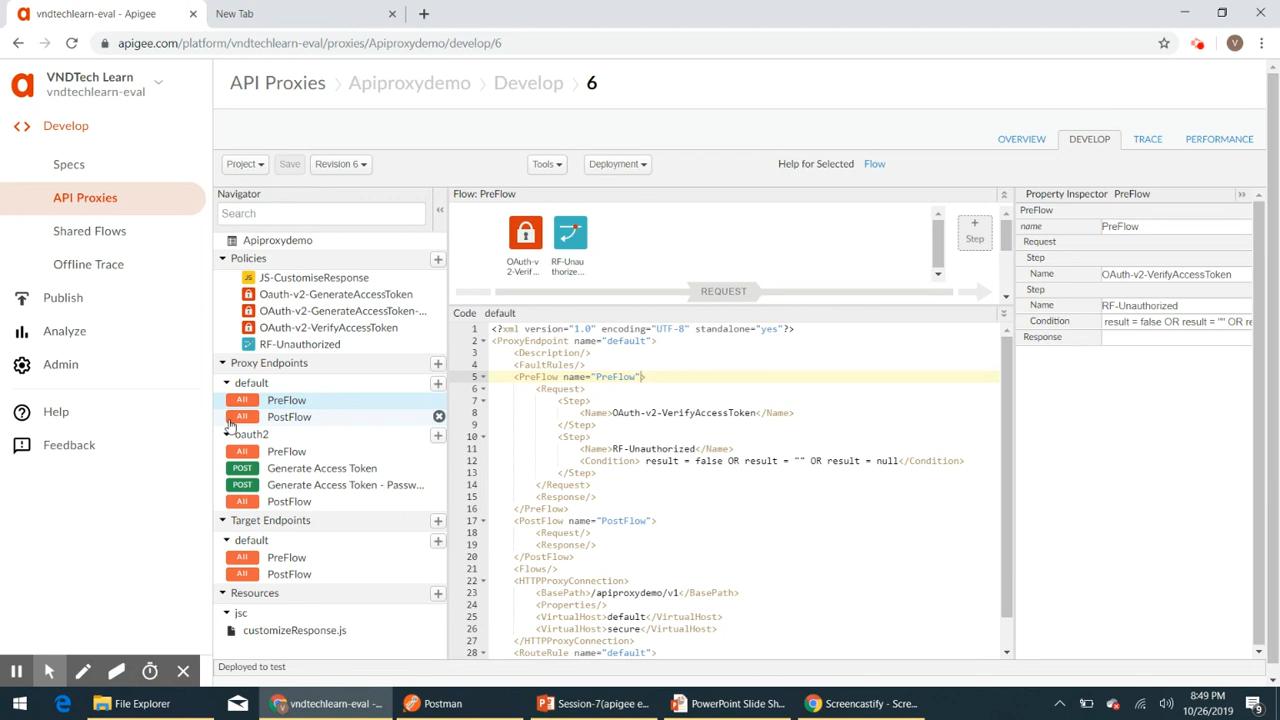 vndtechlearn-eval - Apigee
New Tab
apigee.com/platform/vndtechlearn-eval/proxies/Apiproxydemo/develop/6
V
VNDTech Learn
vndtechlearn-eval
Develop
Specs
API Proxies
Shared Flows
Offline Trace
Publish
Analyze
Admin
Help
Feedback
API Proxies
Apiproxydemo
Develop
6
OVERVIEW
DEVELOP
TRACE
PERFORMANCE
Project
Save
Revision 6
Tools
Deployment
Help for Selected
Flow
Navigator
Search
Apiproxydemo
Policies
JS JS-CustomiseResponse
Oauth-v2-GenerateAccessToken
OAuth-v2-GenerateAccessToken-...
OAuth-v2-VerifyAccessToken
RF-Unauthorized
Proxy Endpoints
default
All PreFlow
All PostFlow
oauth2
All PreFlow
POST Generate Access Token
POST Generate Access Token - Passw...
All PostFlow
Target Endpoints
default
All PreFlow
All PostFlow
Resources
jsc
customizeResponse.js
Flow: PreFlow
OAuth-v
2-Verif...
RF-Unau
thorize...
+
Step
REQUEST
Code default
1 <?xml version="1.0" encoding="UTF-8" standalone="yes"?>
2 <ProxyEndpoint name="default">
3 <Description/>
4 <FaultRules/>
5 <PreFlow name="PreFlow">
6 <Request>
7 <Step>
8 <Name>OAuth-v2-VerifyAccessToken</Name>
9 </Step>
10 <Step>
11 <Name>RF-Unauthorized</Name>
12 <Condition> result = false OR result = "" OR result = null</Condition>
13 </Step>
14 </Request>
15 <Response/>
16 </PreFlow>
17 <PostFlow name="PostFlow">
18 <Request/>
19 <Response/>
20 </PostFlow>
21 <Flows/>
22 <HTTPProxyConnection>
23 <BasePath>/apiproxydemo/v1</BasePath>
24 <Properties/>
25 <VirtualHost>default</VirtualHost>
26 <VirtualHost>secure</VirtualHost>
27 </HTTPProxyConnection>
28 <RouteRule name="default">
Property Inspector PreFlow
PreFlow
name PreFlow
Request
Step
Name OAuth-v2-VerifyAccessToken
Step
Name RF-Unauthorized
Condition result = false OR result = "" OR re
Response
Deployed to test
File Explorer
vndtechlearn-eval -...
Postman
Session-7(apigee e...
PowerPoint Slide Sh...
Screencastify - Scre...
8:49 PM
10/26/2019